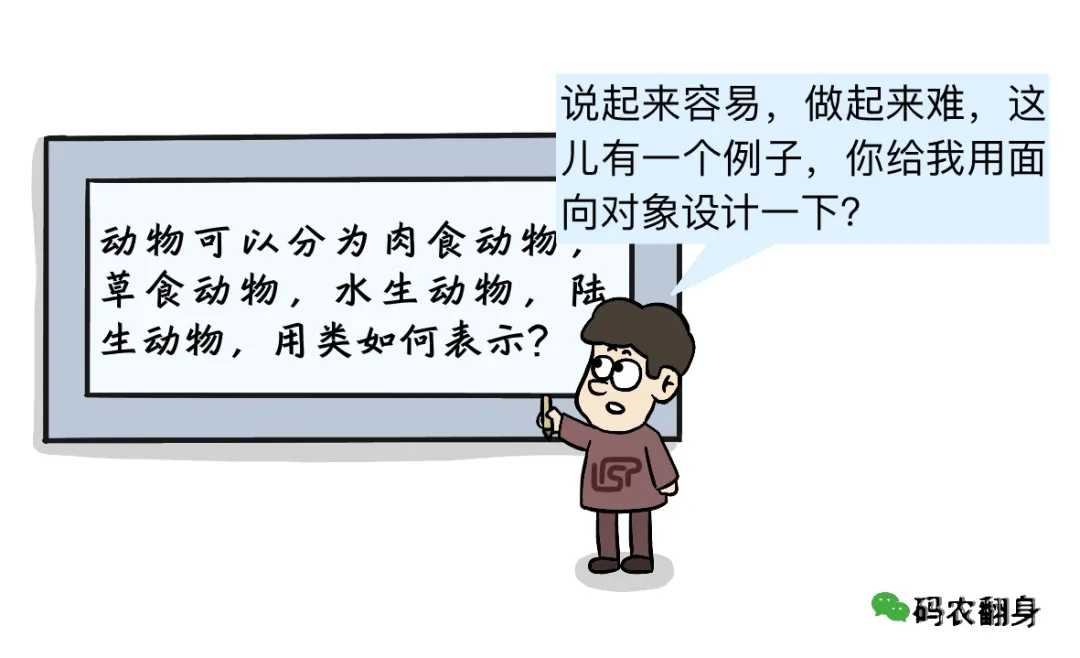 说起来容易，做起来难，这
儿有一个例子，你给我用面
向对象设计一下？
动物可以分为肉食动物，
草食动物，水生动物，陆
生动物，用类如何表示？
LISP
码农翻身